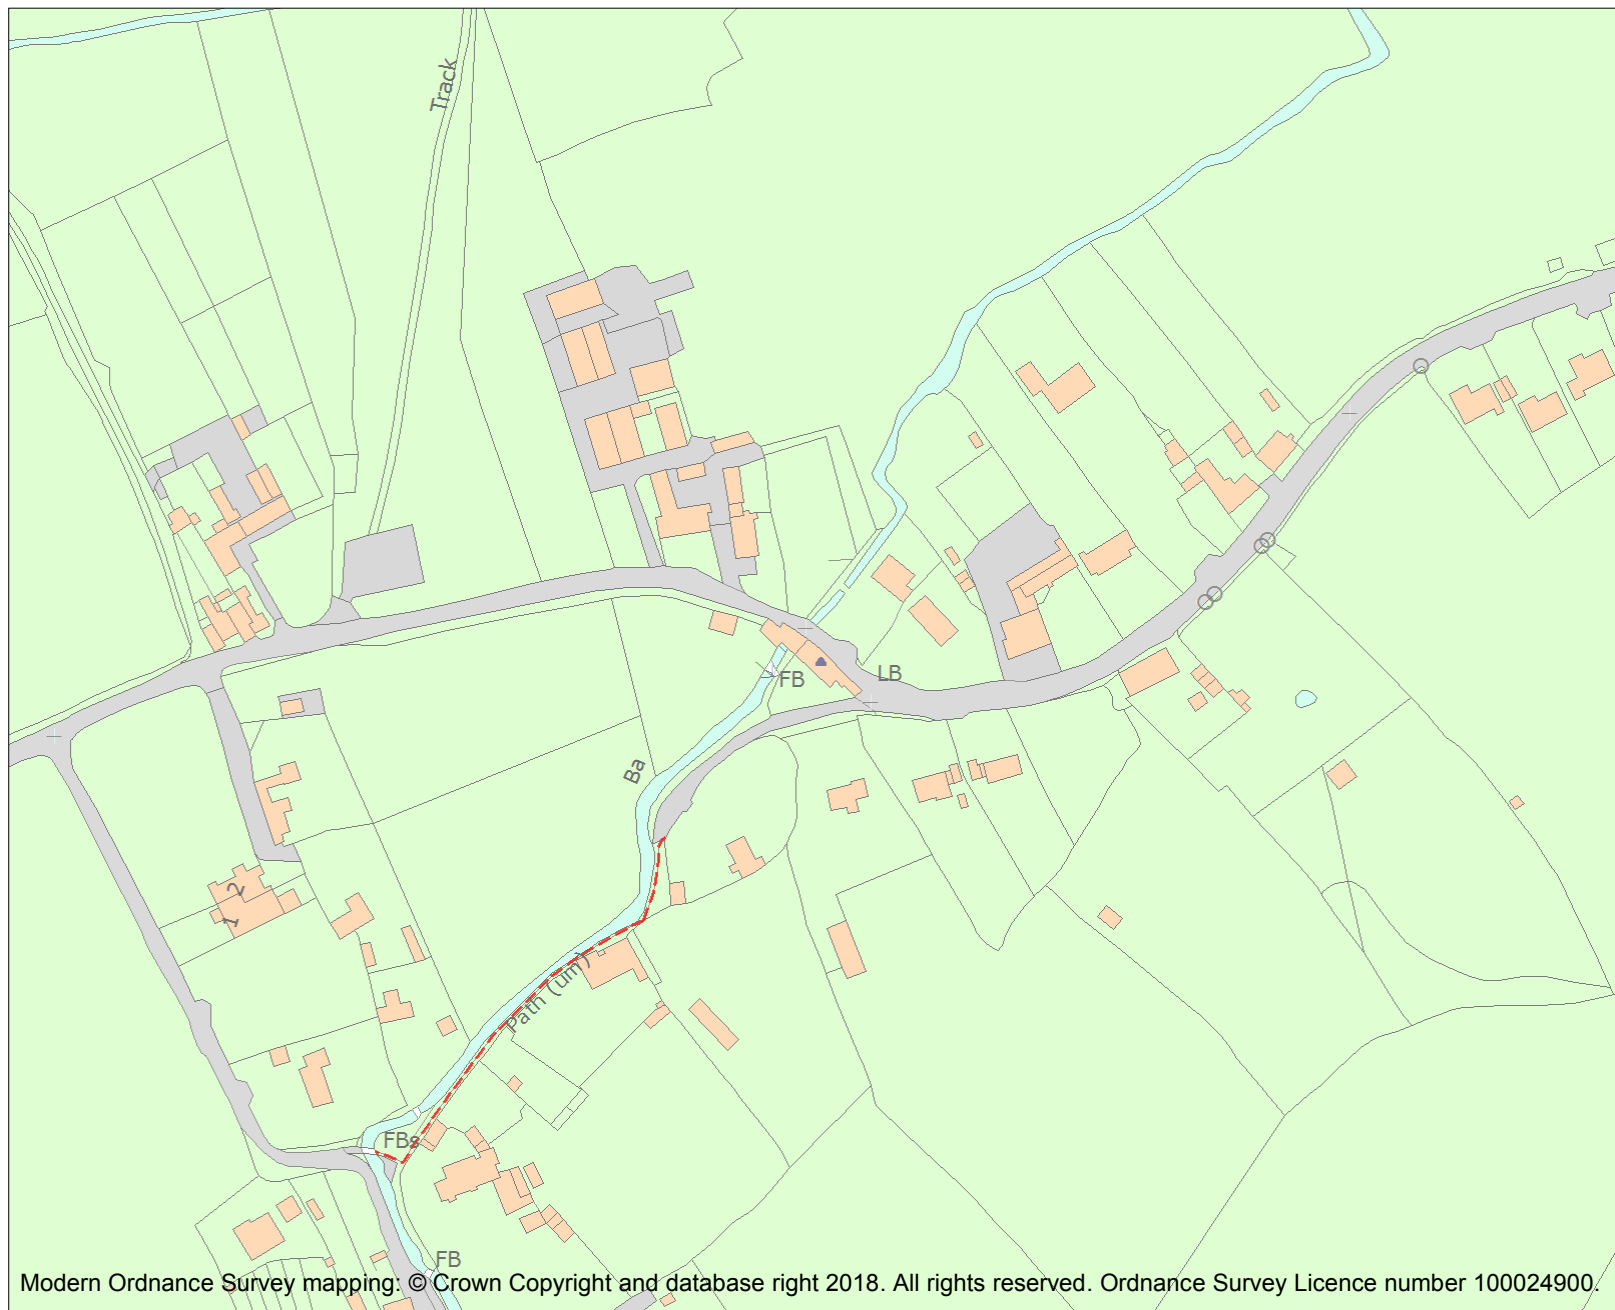 Track
FB
LB
Ba
2
1
Path (um)
FBs
FB
Modern Ordnance Survey mapping: © Crown Copyright and database right 2018. All rights reserved. Ordnance Survey Licence number 100024900.